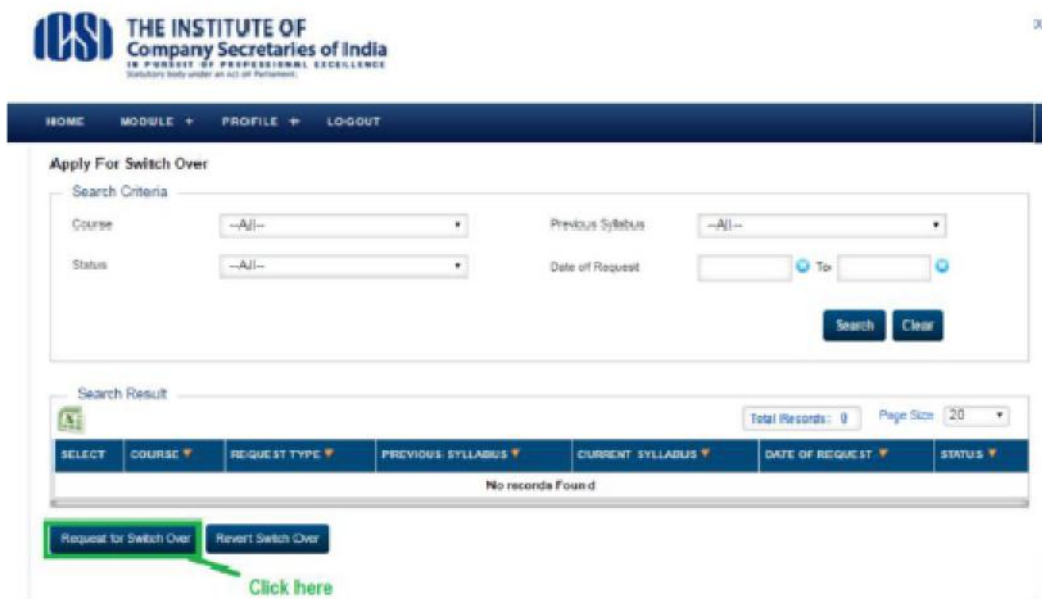 ICSI
THE INSTITUTE OF
Company Secretaries of India
IN PURSUIT OF PROFESSIONAL EXCELLENCE
Statutory body under an Act of Parliament
HOME MODULE + PROFILE + LOGOUT
Apply For Switch Over
Search Criteria
Course --All-- Previous Syllabus --All--
Status --All-- Date of Request To
Search Clear
Search Result
Total Records: 0 Page Size 20
SELECT COURSE REQUEST TYPE PREVIOUS SYLLABUS CURRENT SYLLABUS DATE OF REQUEST STATUS
No records Found
Request for Switch Over Revert Switch Over
Click here